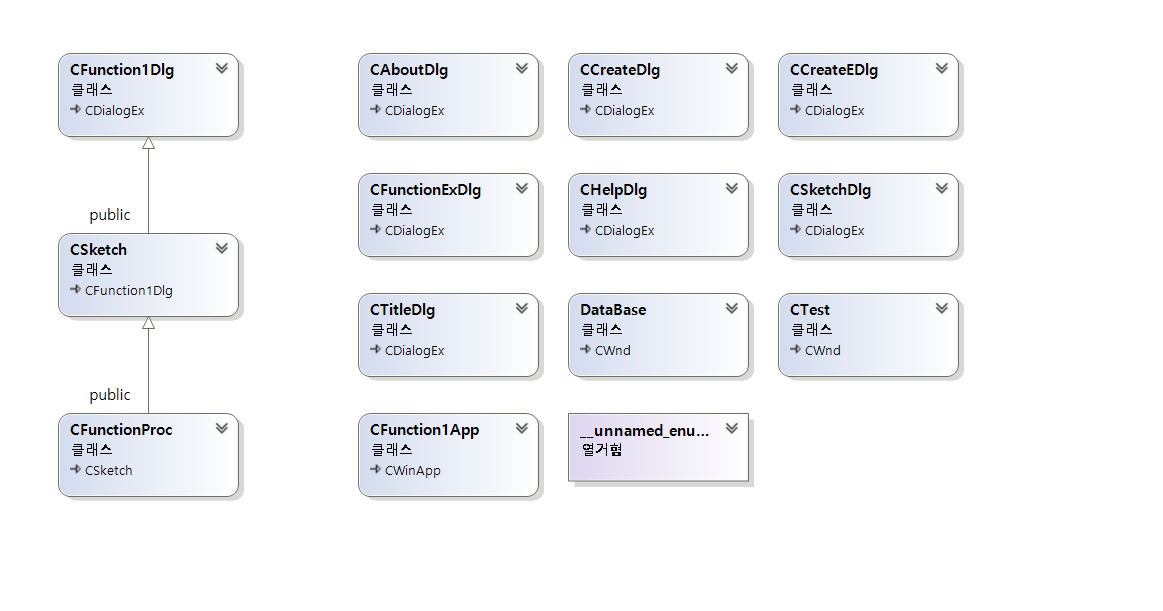 CFunction1Dlg
클래스
CDialogEx
public
CSketch
클래스
CFunction1Dlg
public
CFunctionProc
클래스
CSketch
CAboutDlg
클래스
CDialogEx
CCreateDlg
클래스
CDialogEx
CCreateEDlg
클래스
CDialogEx
CFunctionExDlg
클래스
CDialogEx
CHelpDlg
클래스
CDialogEx
CSketchDlg
클래스
CDialogEx
CTitleDlg
클래스
CDialogEx
DataBase
클래스
CWnd
CTest
클래스
CWnd
CFunction1App
클래스
CWinApp
__unnamed_enu...
열거형